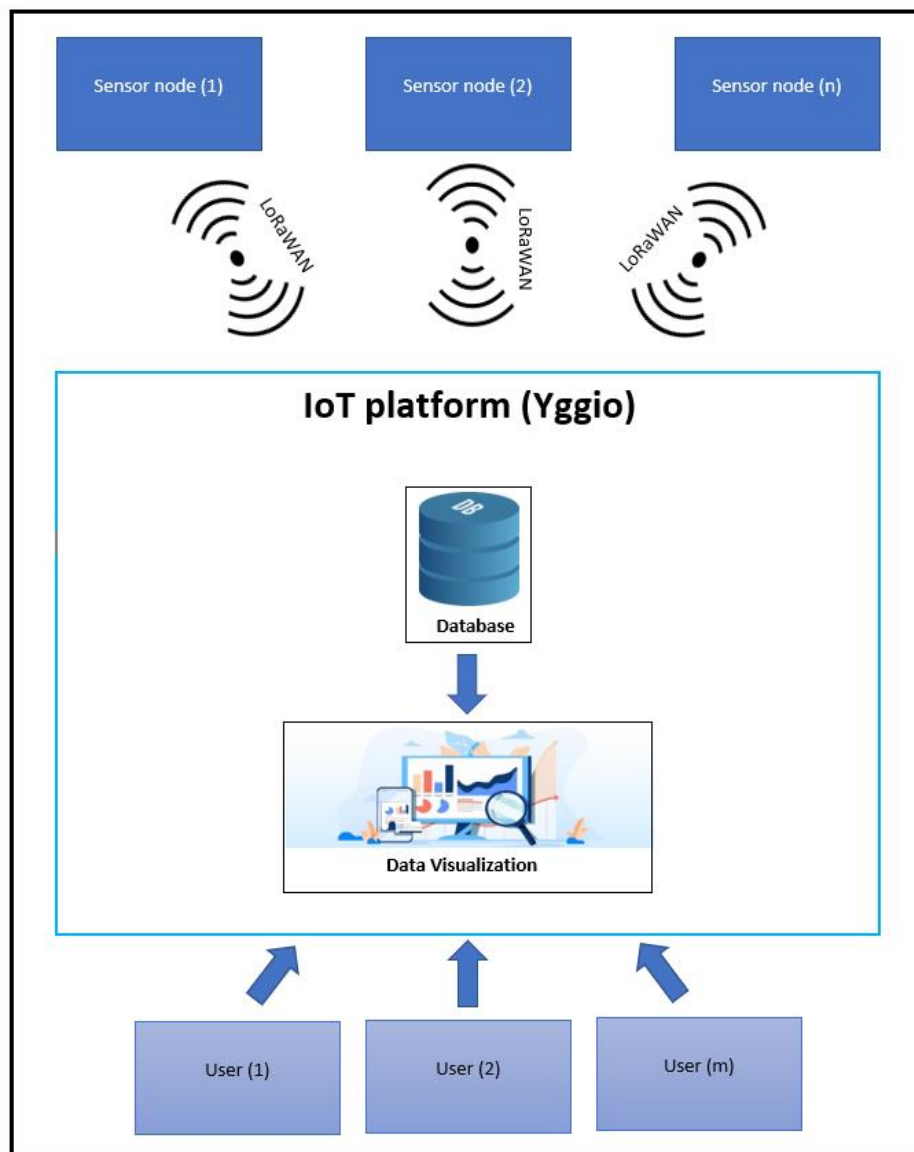 Sensor node (1)
Sensor node (2)
Sensor node (n)
LoRaWAN
LoRaWAN
LoRaWAN
IoT platform (Yggio)
DB
Database
Data Visualization
User (1)
User (2)
User (m)